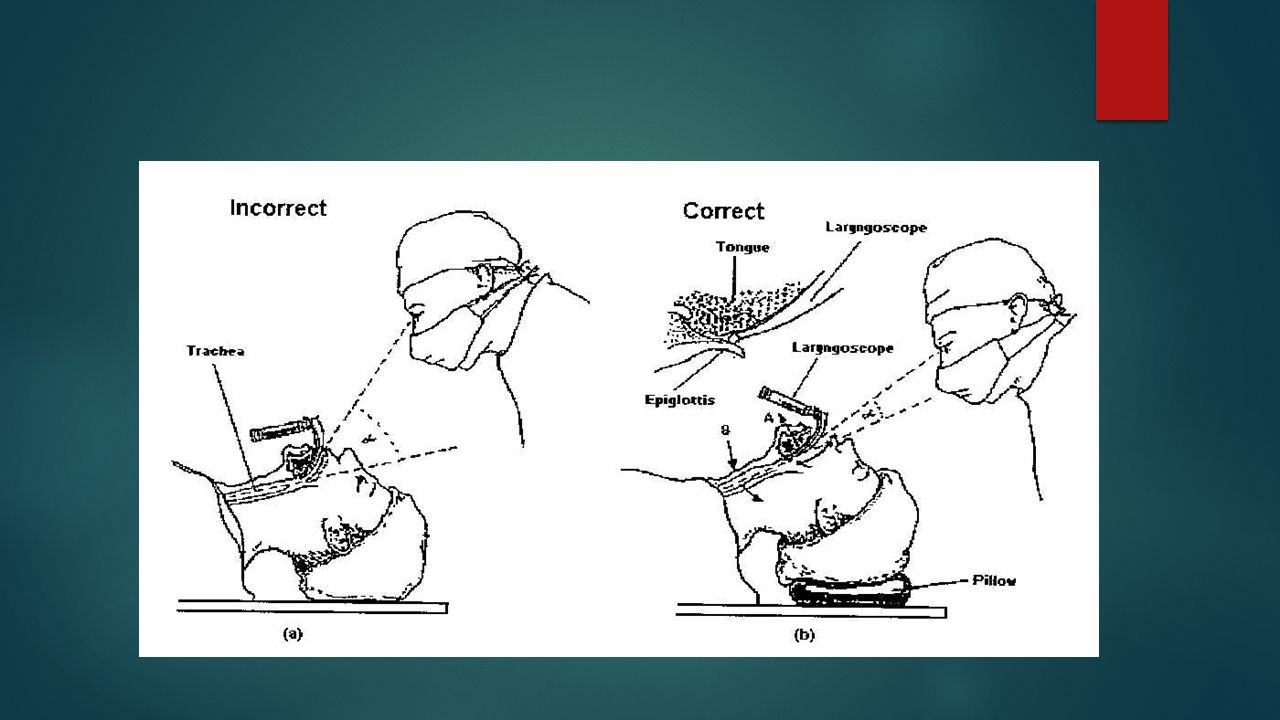 Incorrect
Trachea
α
(a)
Correct
Laryngoscope
Tongue
Laryngoscope
Epiglottis
A
B
α
Pillow
(b)